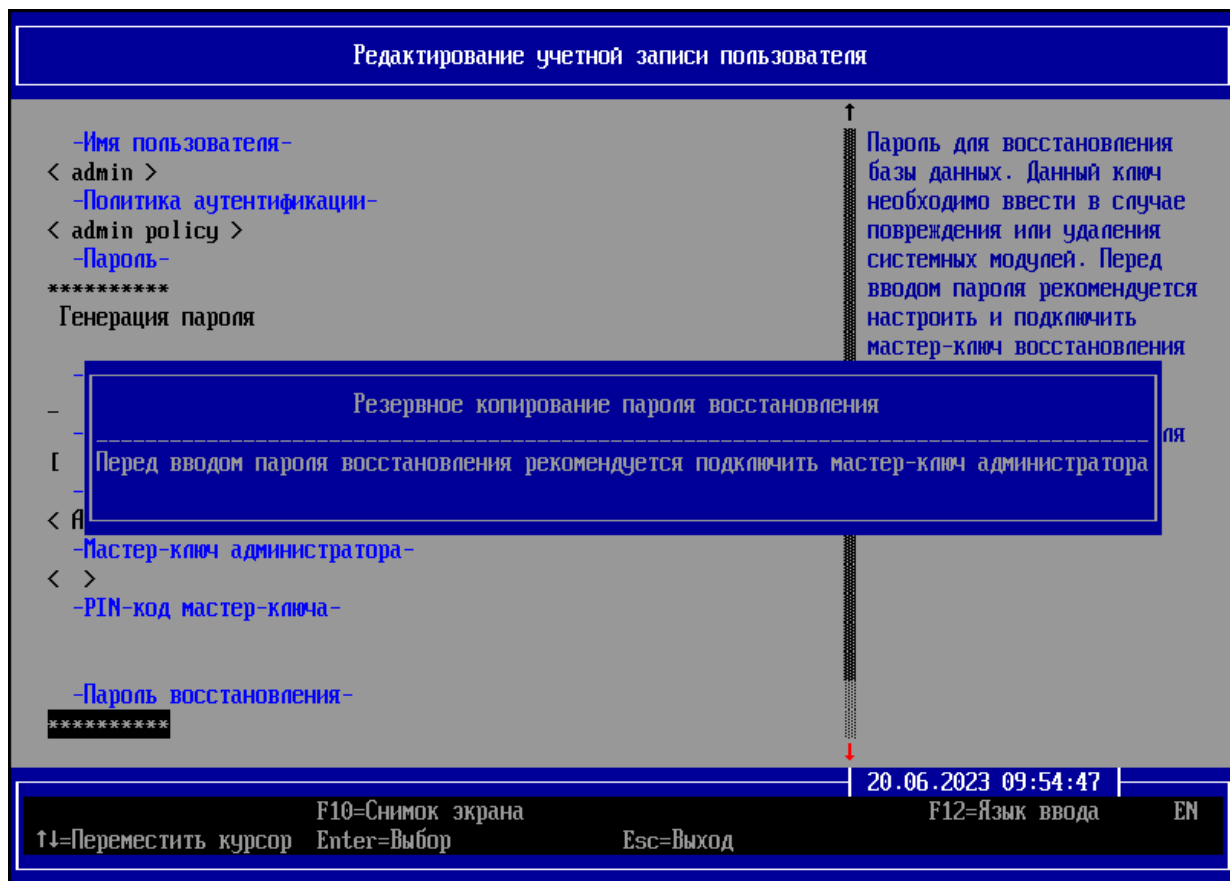 Редактирование учетной записи пользователя
-Имя пользователя-
< admin >
-Политика аутентификации-
< admin policy >
-Пароль-
**********
Генерация пароля
Пароль для восстановления
базы данных. Данный ключ
необходимо ввести в случае
повреждения или удаления
системных модулей. Перед
вводом пароля рекомендуется
настроить и подключить
мастер-ключ восстановления
ля
-
_
-
[
-
< A
Резервное копирование пароля восстановления
Перед вводом пароля восстановления рекомендуется подключить мастер-ключ администратора
-Мастер-ключ администратора-
< >
-PIN-код мастер-ключа-
-Пароль восстановления-
**********
20.06.2023 09:54:47
F10=Снимок экрана F12=Язык ввода EN
↑↓=Переместить курсор Enter=Выбор Esc=Выход